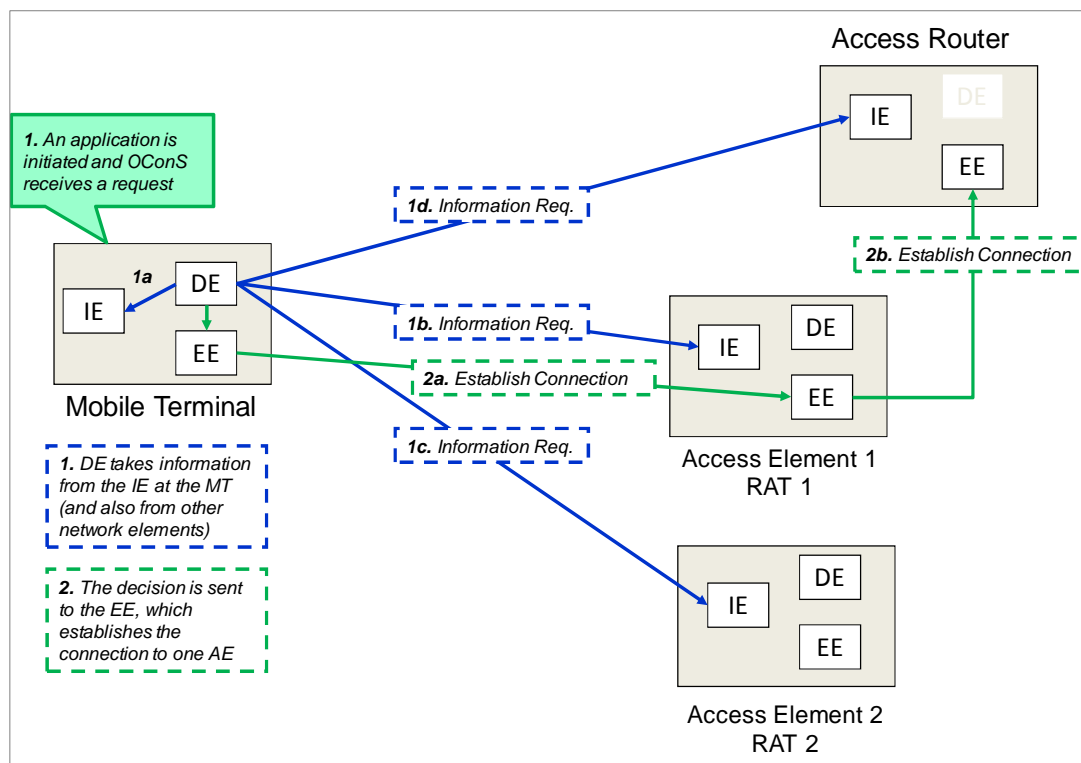 Access Router
DE
IE
EE
1. An application is
initiated and OConS
receives a request
1d. Information Req.
2b. Establish Connection
1a
DE
IE
EE
Mobile Terminal
1b. Information Req.
DE
IE
2a. Establish Connection
EE
1c. Information Req.
Access Element 1
RAT 1
1. DE takes information
from the IE at the MT
(and also from other
network elements)
2. The decision is sent
to the EE, which
establishes the
connection to one AE
DE
IE
EE
Access Element 2
RAT 2